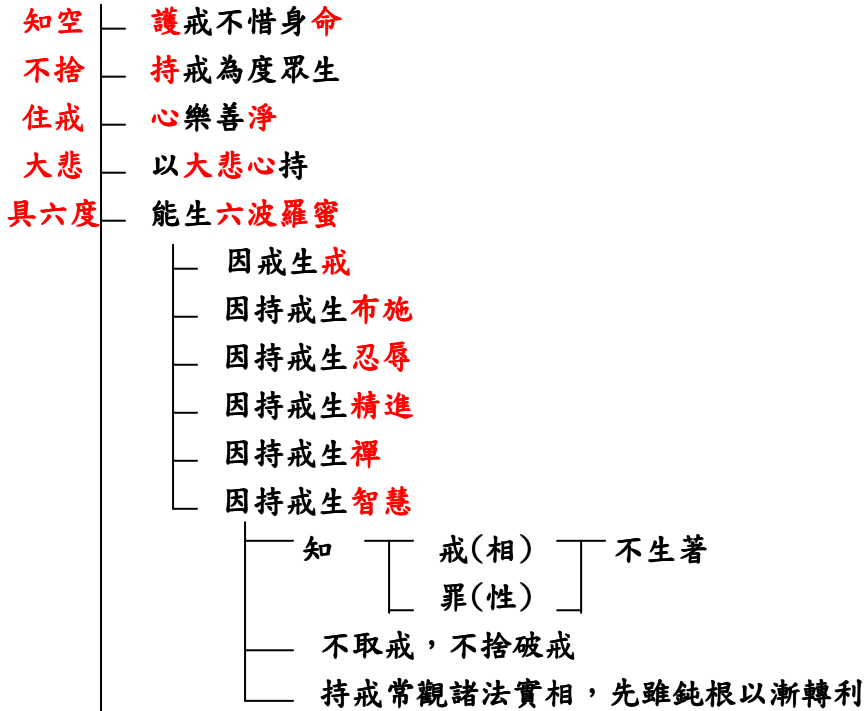 知空 護戒不惜身命
不捨 持戒為度眾生
住戒 心樂善淨
大悲 以大悲心持
具六度 能生六波羅蜜
因戒生戒
因持戒生布施
因持戒生忍辱
因持戒生精進
因持戒生禪
因持戒生智慧
知 戒(相) 不生著
罪(性)
不取戒，不捨破戒
持戒常觀諸法實相，先雖鈍根以漸轉利